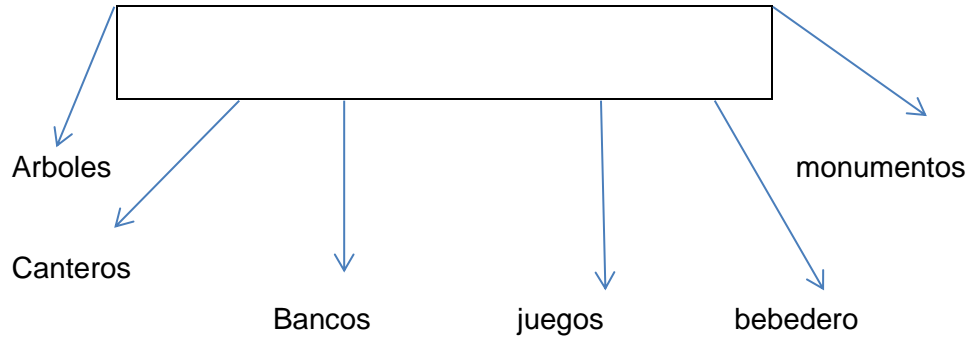 Arboles
monumentos
Canteros
Bancos
juegos
bebedero